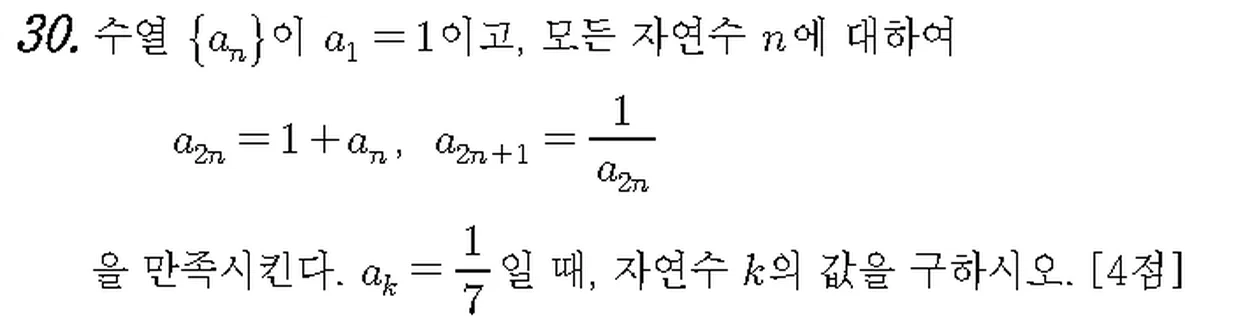 30. 수열 {aₙ}이 a₁ = 1이고, 모든 자연수 n에 대하여
a₂ₙ = 1 + aₙ, a₂ₙ₊₁ = 1/a₂ₙ
을 만족시킨다. aₖ = 1/7 일 때, 자연수 k의 값을 구하시오. [4점]